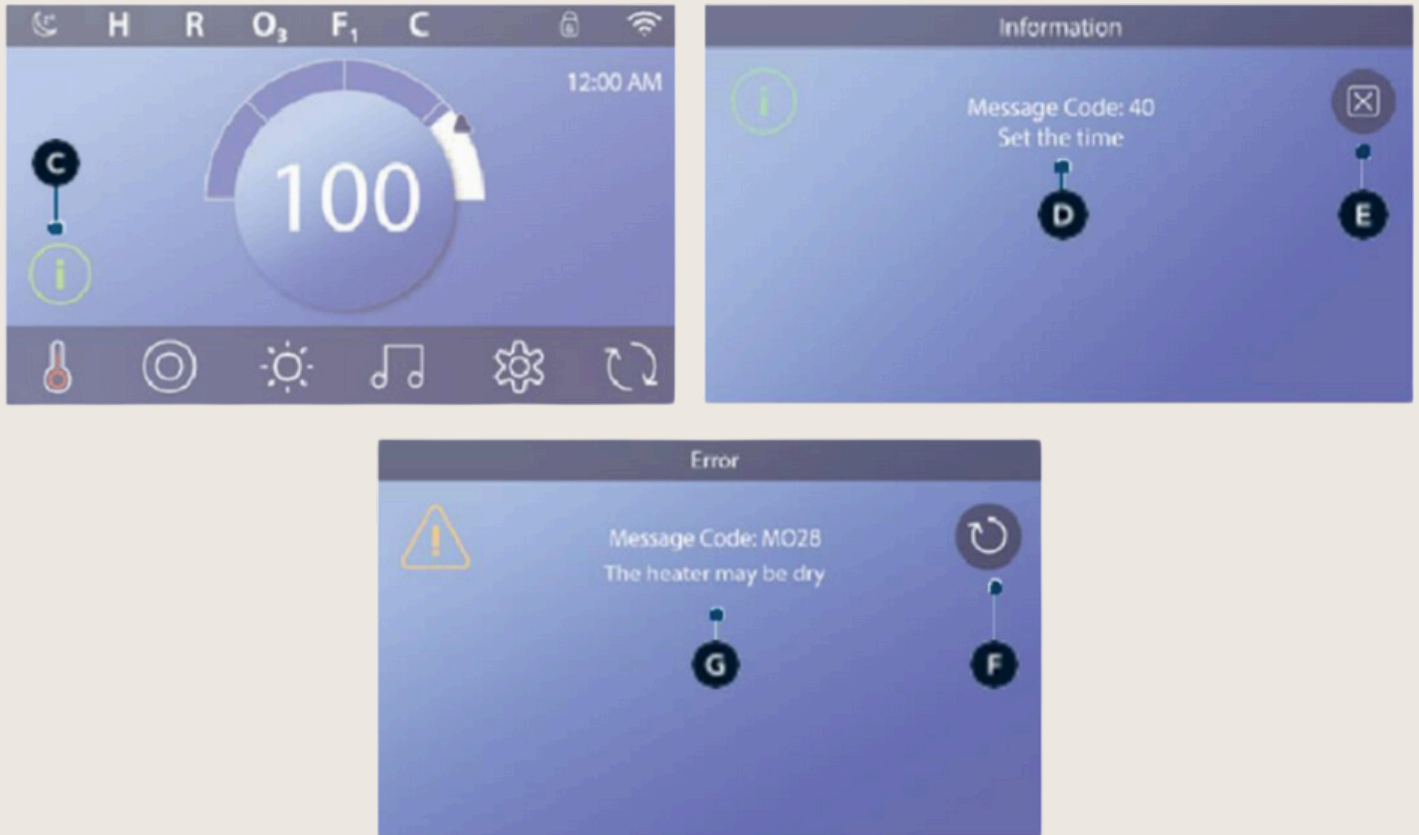 H R O₃ F₁ C
12:00 AM
100
C
i
Information
i
Message Code: 40
Set the time
D
E
Error
!
Message Code: MO28
The heater may be dry
G
F